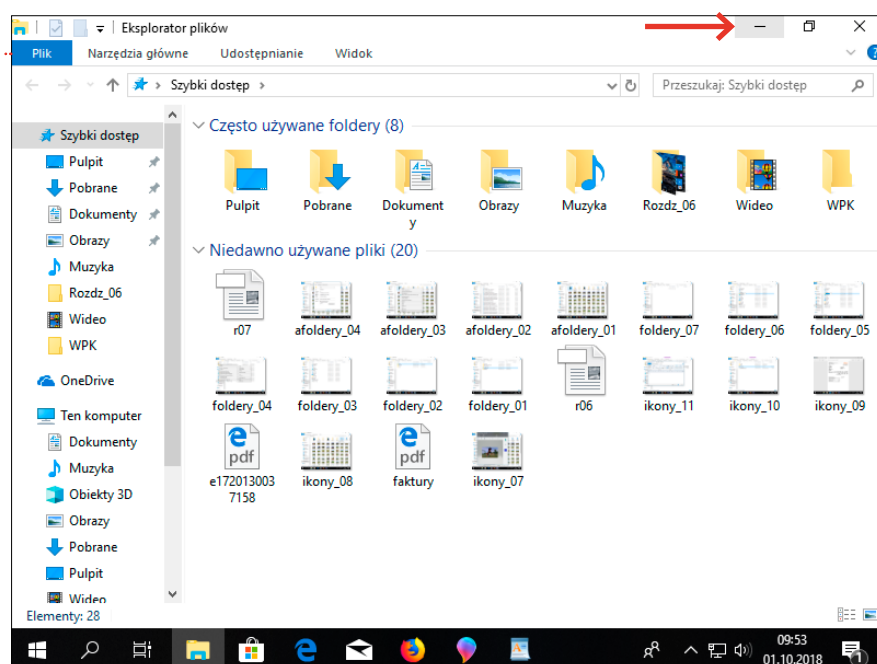 Eksplorator plików
Plik Narzędzia główne Udostępnianie Widok
Szybki dostęp
Przeszukaj: Szybki dostęp
Szybki dostęp
Pulpit
Pobrane
Dokumenty
Obrazy
Muzyka
Rozdz_06
Wideo
WPK
OneDrive
Ten komputer
Dokumenty
Muzyka
Obiekty 3D
Obrazy
Pobrane
Pulpit
Wideo
Często używane foldery (8)
Pulpit Pobrane Dokument Obrazy Muzyka Rozdz_06 Wideo WPK
y
Niedawno używane pliki (20)
r07 afoldery_04 afoldery_03 afoldery_02 afoldery_01 foldery_07 foldery_06 foldery_05
foldery_04 foldery_03 foldery_02 foldery_01 r06 ikony_11 ikony_10 ikony_09
pdf pdf
e172013003 ikony_08 faktury ikony_07
7158
Elementy: 28
09:53
01.10.2018
1